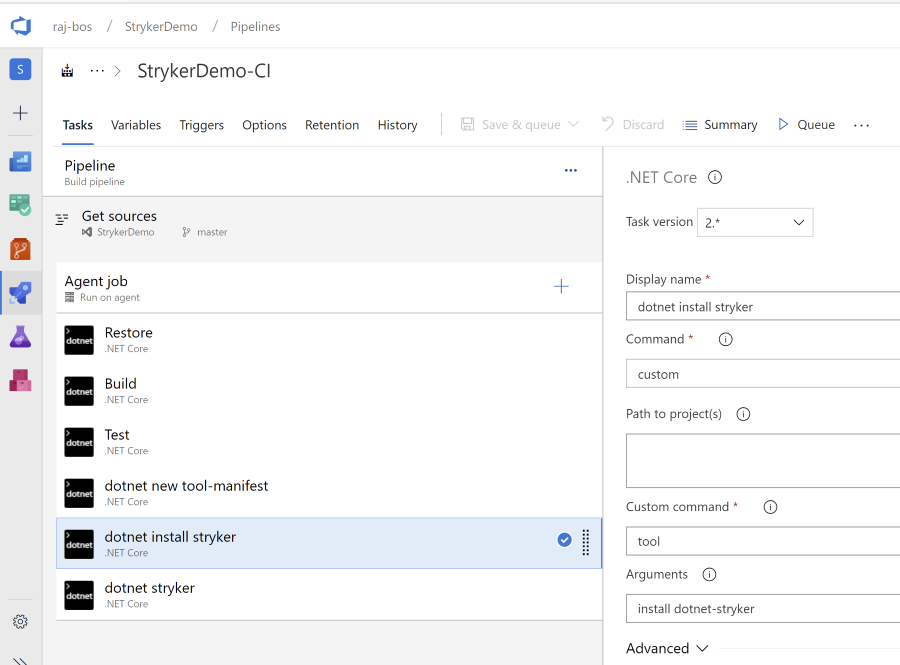 raj-bos / StrykerDemo / Pipelines
S
... > StrykerDemo-CI
Tasks Variables Triggers Options Retention History Save & queue Discard Summary Queue ...
Pipeline
Build pipeline
Get sources
StrykerDemo master
Agent job
Run on agent
dotnet Restore
.NET Core
dotnet Build
.NET Core
dotnet Test
.NET Core
dotnet dotnet new tool-manifest
.NET Core
dotnet dotnet install stryker
.NET Core
dotnet dotnet stryker
.NET Core
.NET Core
Task version 2.*
Display name *
dotnet install stryker
Command *
custom
Path to project(s)
Custom command *
tool
Arguments
install dotnet-stryker
Advanced